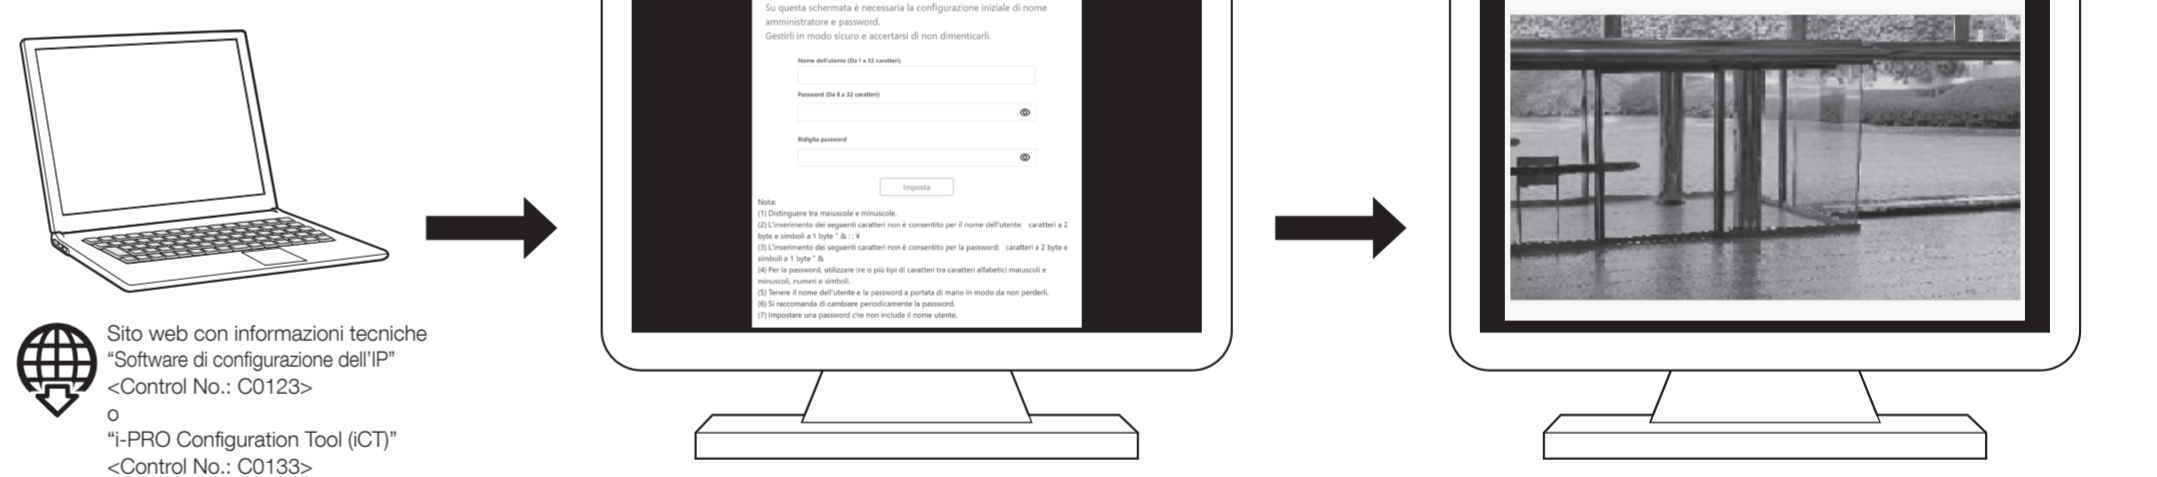 Su questa schermata è necessaria la configurazione iniziale di nome
amministratore e password.
Gestirli in modo sicuro e accertarsi di non dimenticarli.
Nome dell'utente (Da 1 a 32 caratteri)
Password (Da 8 a 32 caratteri)
Ridigita password
Imposta
Nota:
(1) Distinguere tra maiuscole e minuscole.
(2) L'inserimento dei seguenti caratteri non è consentito per il nome dell'utente: caratteri a 2
byte e simboli a 1 byte " & : ; ¥
(3) L'inserimento dei seguenti caratteri non è consentito per la password: caratteri a 2 byte e
simboli a 1 byte " &
(4) Per la password, utilizzare tre o più tipi di caratteri tra caratteri alfabetici maiuscoli e
minuscoli, numeri e simboli.
(5) Tenere il nome dell'utente e la password a portata di mano in modo da non perderli.
(6) Si raccomanda di cambiare periodicamente la password.
(7) Impostare una password che non include il nome utente.
Sito web con informazioni tecniche
“Software di configurazione dell’IP”
<Control No.: C0123>
o
“i-PRO Configuration Tool (iCT)”
<Control No.: C0133>